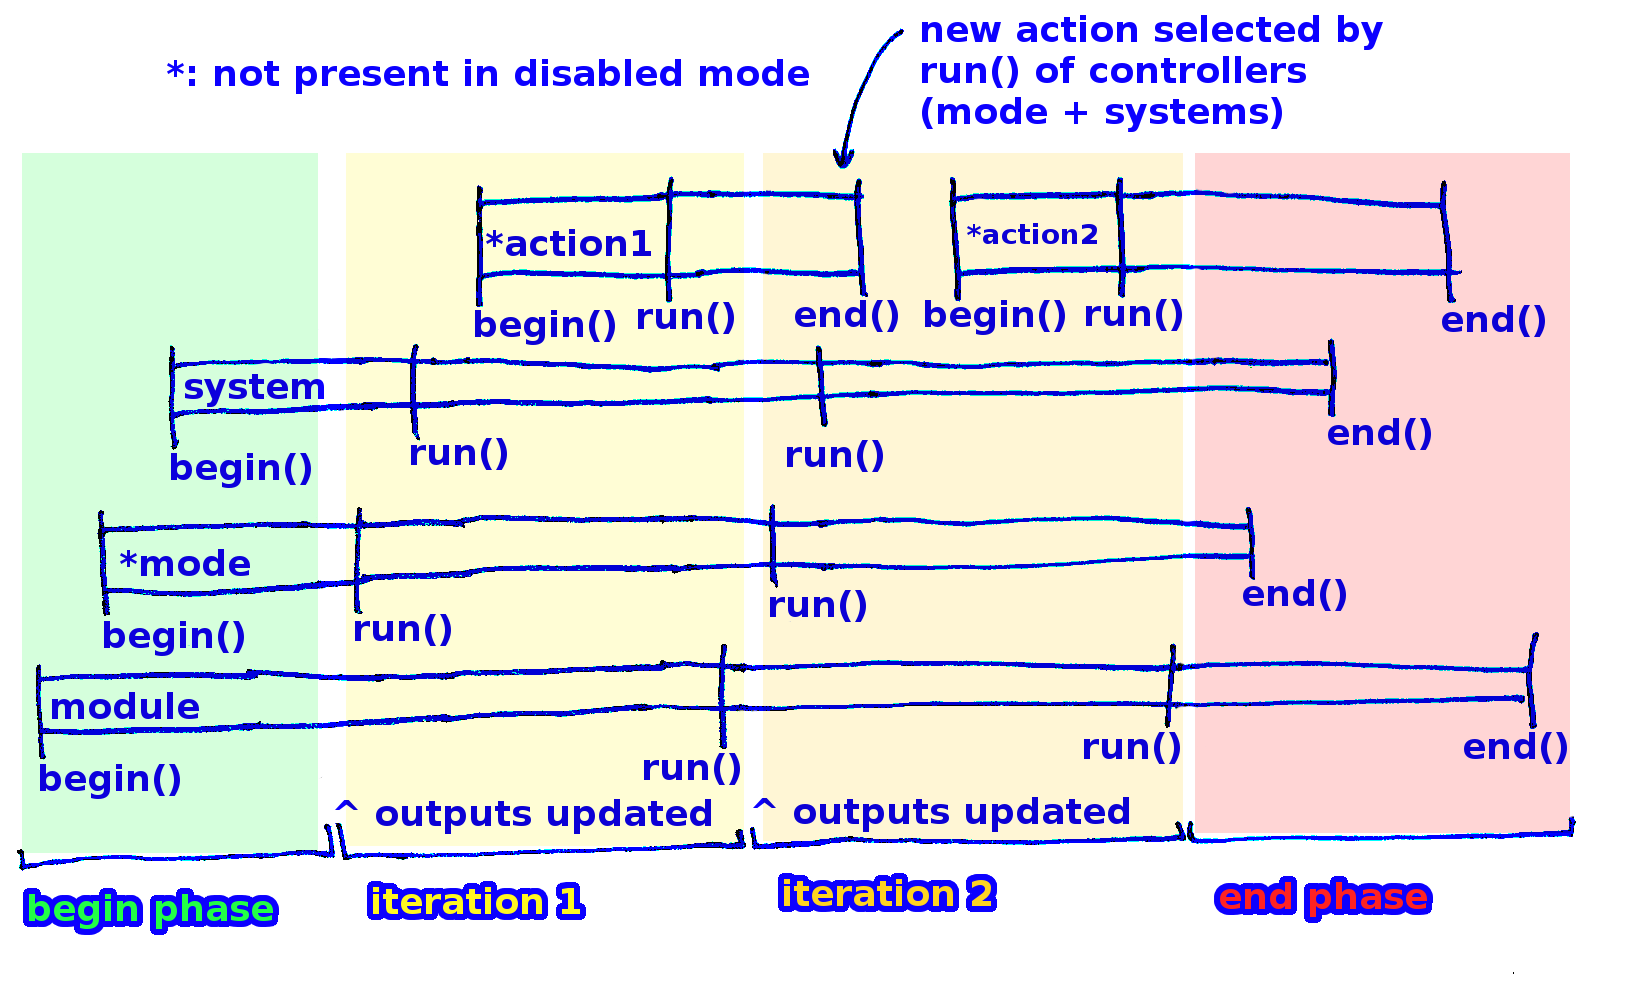 new action selected by
run() of controllers
(mode + systems)
*: not present in disabled mode
*action1
*action2
begin() run() end() begin() run() end()
system
begin() run() run() end()
*mode
begin() run() run() end()
module
begin() run() run() end()
^ outputs updated ^ outputs updated
begin phase iteration 1 iteration 2 end phase